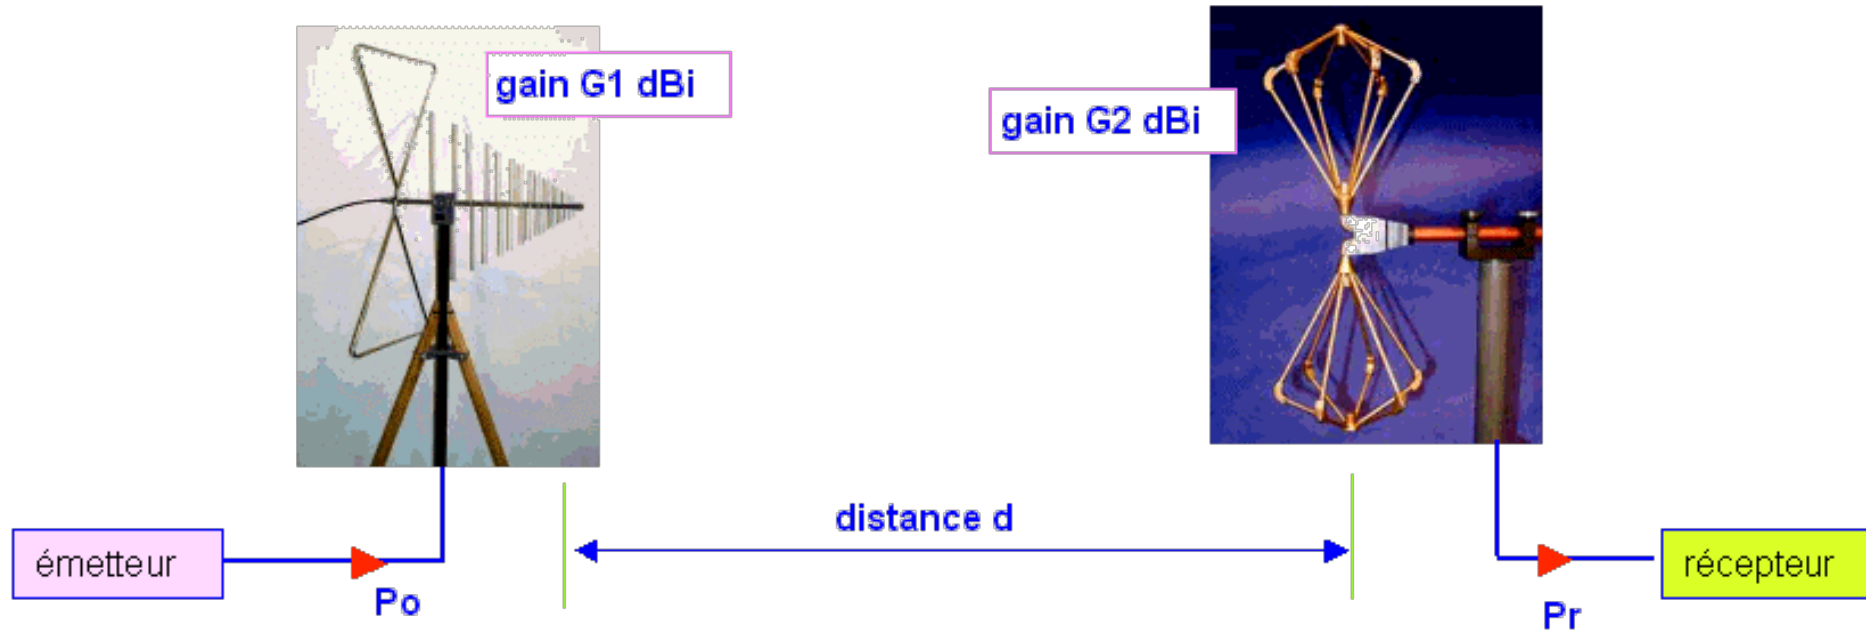 gain G1 dBi
gain G2 dBi
distance d
émetteur
Po
récepteur
Pr